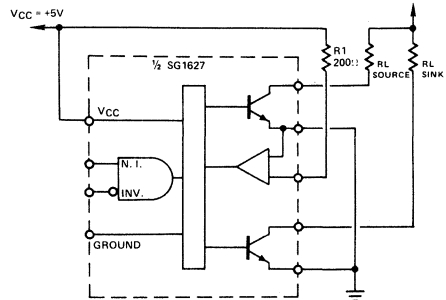 VCC = +5V
½ SG1627
R1
200Ω
RL
SOURCE
RL
SINK
VCC
N. I.
INV.
GROUND